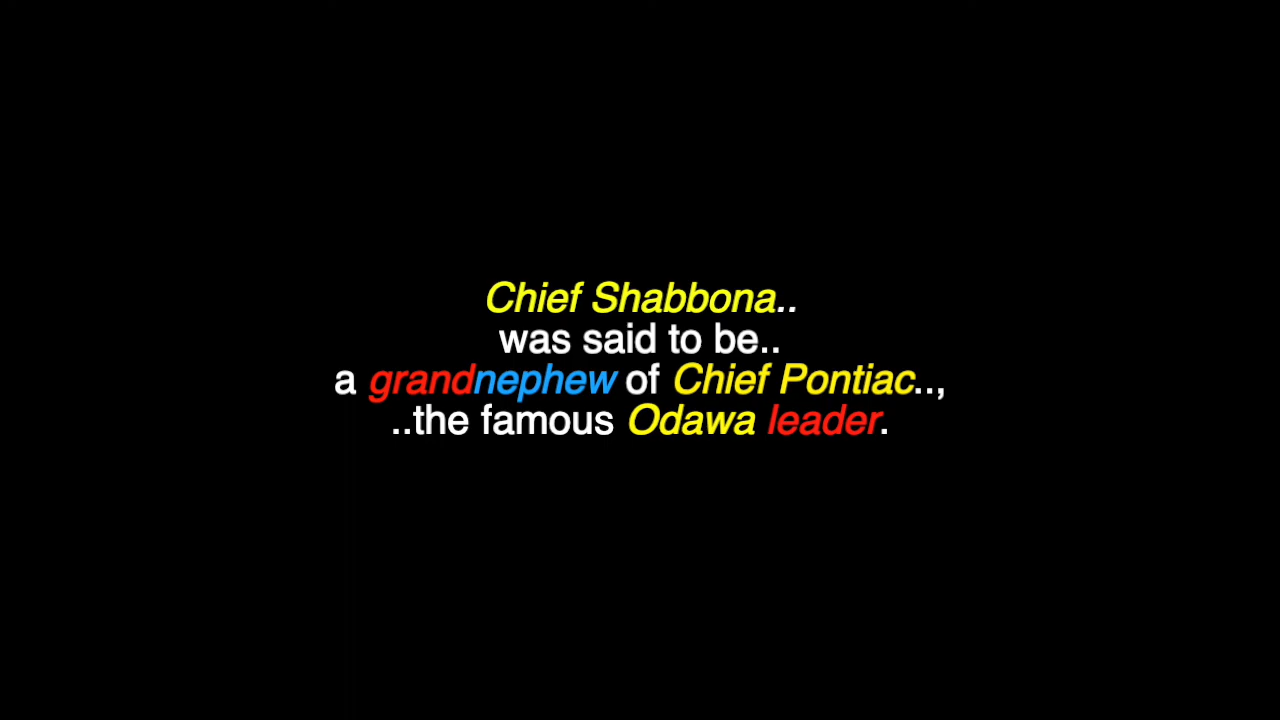 Chief Shabbona..
was said to be..
a grandnephew of Chief Pontiac..,
..the famous Odawa leader.